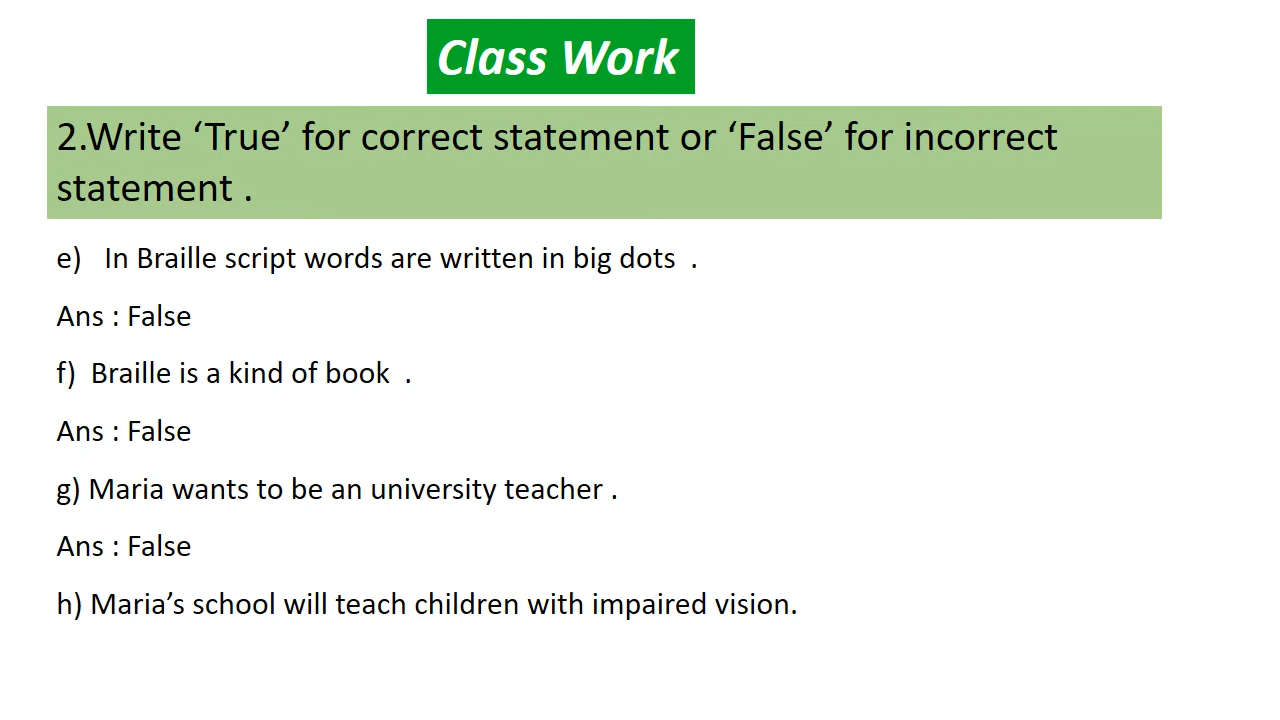 Class Work
2.Write ‘True’ for correct statement or ‘False’ for incorrect
statement .
e) In Braille script words are written in big dots .
Ans : False
f) Braille is a kind of book .
Ans : False
g) Maria wants to be an university teacher .
Ans : False
h) Maria’s school will teach children with impaired vision.